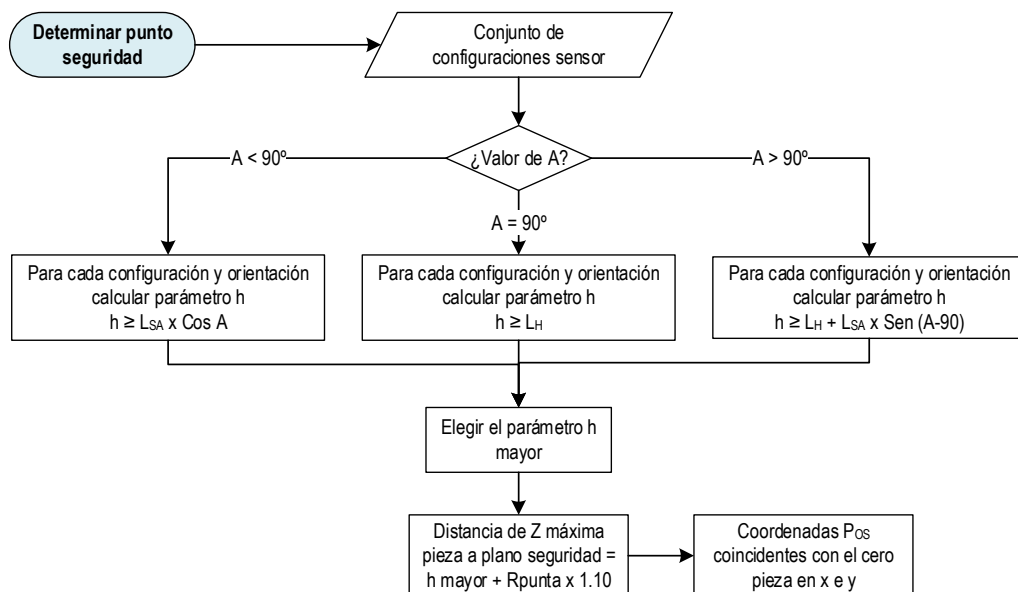 Determinar punto
seguridad
Conjunto de
configuraciones sensor
¿Valor de A?
A < 90º
A = 90º
A > 90º
Para cada configuración y orientación
calcular parámetro h
h ≥ LSA x Cos A
Para cada configuración y orientación
calcular parámetro h
h ≥ LH
Para cada configuración y orientación
calcular parámetro h
h ≥ LH + LSA x Sen (A-90)
Elegir el parámetro h
mayor
Distancia de Z máxima
pieza a plano seguridad =
h mayor + Rpunta x 1.10
Coordenadas POS
coincidentes con el cero
pieza en x e y